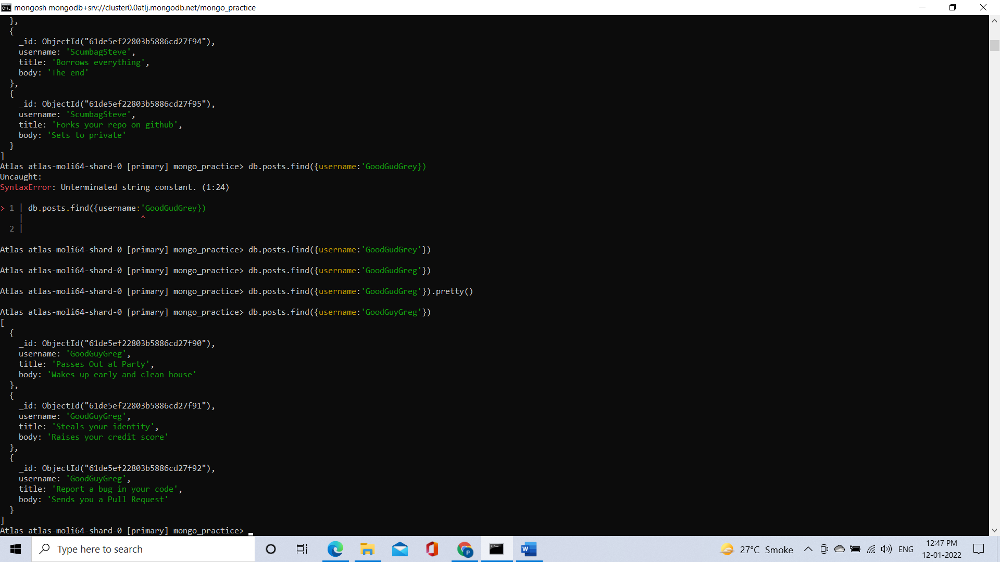 mongosh mongodb+srv://cluster0.0atlj.mongodb.net/mongo_practice
  },
  {
    _id: ObjectId("61de5ef22803b5886cd27f94"),
    username: 'ScumbagSteve',
    title: 'Borrows everything',
    body: 'The end'
  },
  {
    _id: ObjectId("61de5ef22803b5886cd27f95"),
    username: 'ScumbagSteve',
    title: 'Forks your repo on github',
    body: 'Sets to private'
  }
]
Atlas atlas-moli64-shard-0 [primary] mongo_practice> db.posts.find({username:'GoodGudGrey})
Uncaught:
SyntaxError: Unterminated string constant. (1:24)
> 1 | db.posts.find({username:'GoodGudGrey})
    |                         ^
  2 |
Atlas atlas-moli64-shard-0 [primary] mongo_practice> db.posts.find({username:'GoodGudGrey'})
Atlas atlas-moli64-shard-0 [primary] mongo_practice> db.posts.find({username:'GoodGudGreg'})
Atlas atlas-moli64-shard-0 [primary] mongo_practice> db.posts.find({username:'GoodGudGreg'}).pretty()
Atlas atlas-moli64-shard-0 [primary] mongo_practice> db.posts.find({username:'GoodGuyGreg'})
[
  {
    _id: ObjectId("61de5ef22803b5886cd27f90"),
    username: 'GoodGuyGreg',
    title: 'Passes Out at Party',
    body: 'Wakes up early and clean house'
  },
  {
    _id: ObjectId("61de5ef22803b5886cd27f91"),
    username: 'GoodGuyGreg',
    title: 'Steals your identity',
    body: 'Raises your credit score'
  },
  {
    _id: ObjectId("61de5ef22803b5886cd27f92"),
    username: 'GoodGuyGreg',
    title: 'Report a bug in your code',
    body: 'Sends you a Pull Request'
  }
]
Atlas atlas-moli64-shard-0 [primary] mongo_practice>
Type here to search
27°C Smoke
ENG
12:47 PM
12-01-2022